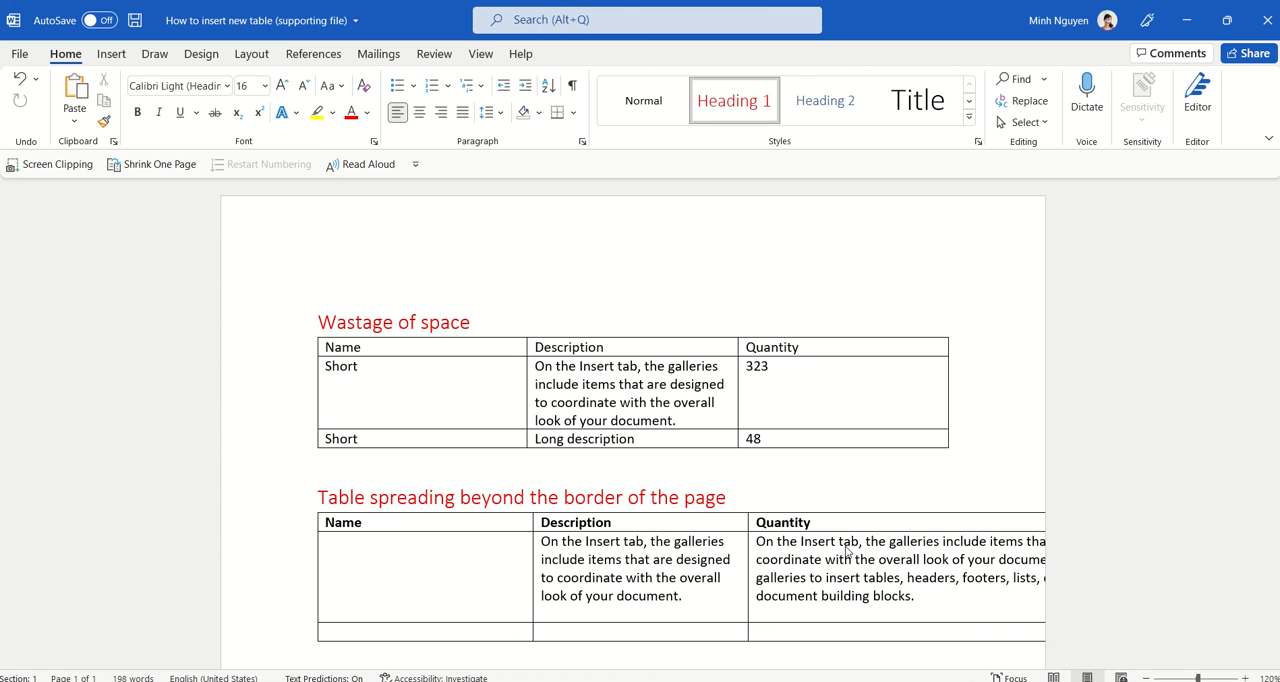 AutoSave Off How to insert new table (supporting file) Search (Alt+Q) Minh Nguyen
File Home Insert Draw Design Layout References Mailings Review View Help Comments Share
Calibri Light (Headin 16 Aa
Paste
Normal Heading 1 Heading 2 Title
Find
Replace
Select
Dictate Sensitivity Editor
Undo Clipboard Font Paragraph Styles Editing Voice Sensitivity Editor
Screen Clipping Shrink One Page Restart Numbering Read Aloud
Wastage of space
Name Description Quantity
Short On the Insert tab, the galleries 323
include items that are designed
to coordinate with the overall
look of your document.
Short Long description 48
Table spreading beyond the border of the page
Name Description Quantity
On the Insert tab, the galleries On the Insert tab, the galleries include items tha
include items that are designed coordinate with the overall look of your docume
to coordinate with the overall galleries to insert tables, headers, footers, lists,
look of your document. document building blocks.
Section: 1 Page 1 of 1 198 words English (United States) Text Predictions: On Accessibility: Investigate Focus 120%